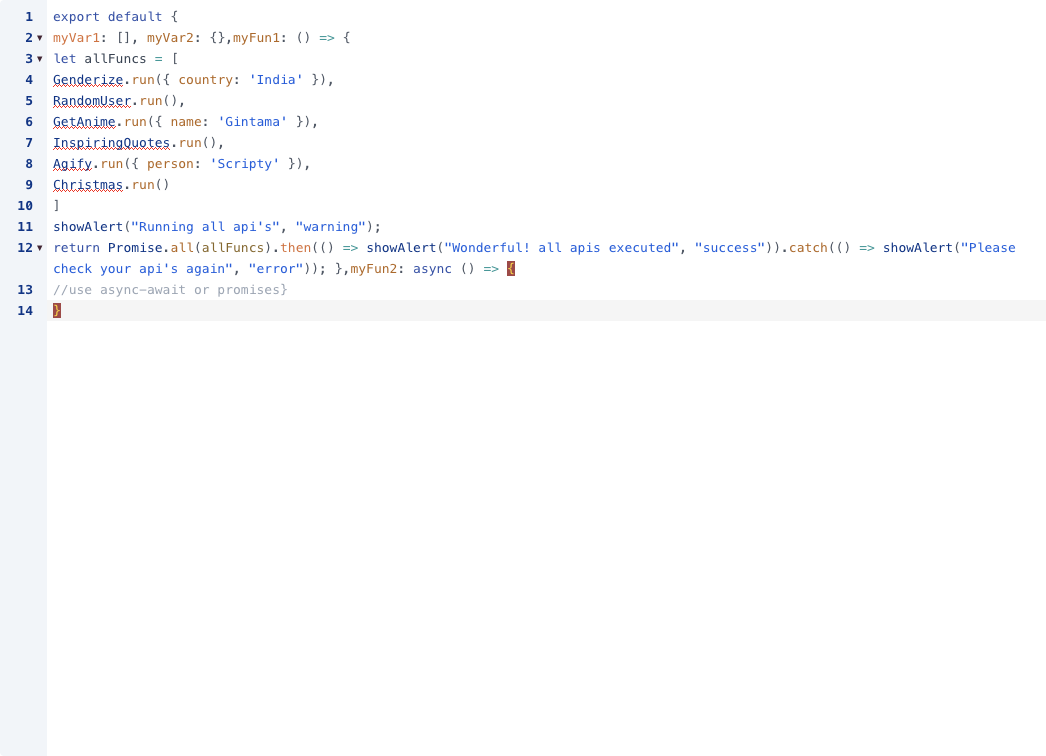 1 export default {
2 myVar1: [], myVar2: {},myFun1: () => {
3 let allFuncs = [
4 Genderize.run({ country: 'India' }),
5 RandomUser.run(),
6 GetAnime.run({ name: 'Gintama' }),
7 InspiringQuotes.run(),
8 Agify.run({ person: 'Scripty' }),
9 Christmas.run()
10 ]
11 showAlert("Running all api's", "warning");
12 return Promise.all(allFuncs).then(() => showAlert("Wonderful! all apis executed", "success")).catch(() => showAlert("Please
check your api's again", "error")); },myFun2: async () => {
13 //use async-await or promises}
14 }